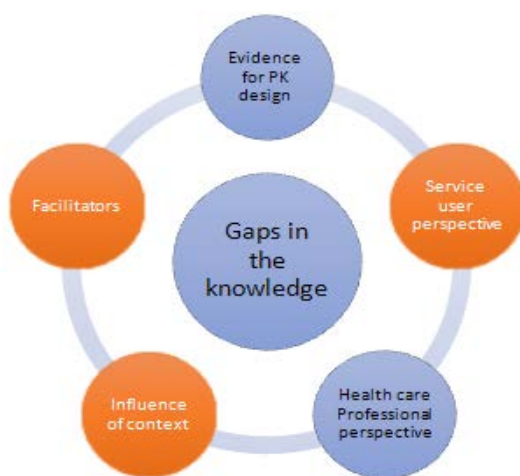 Evidence
for PK
design
Service
user
perspective
Health care
Professional
perspective
Influence
of context
Facilitators
Gaps in
the
knowledge